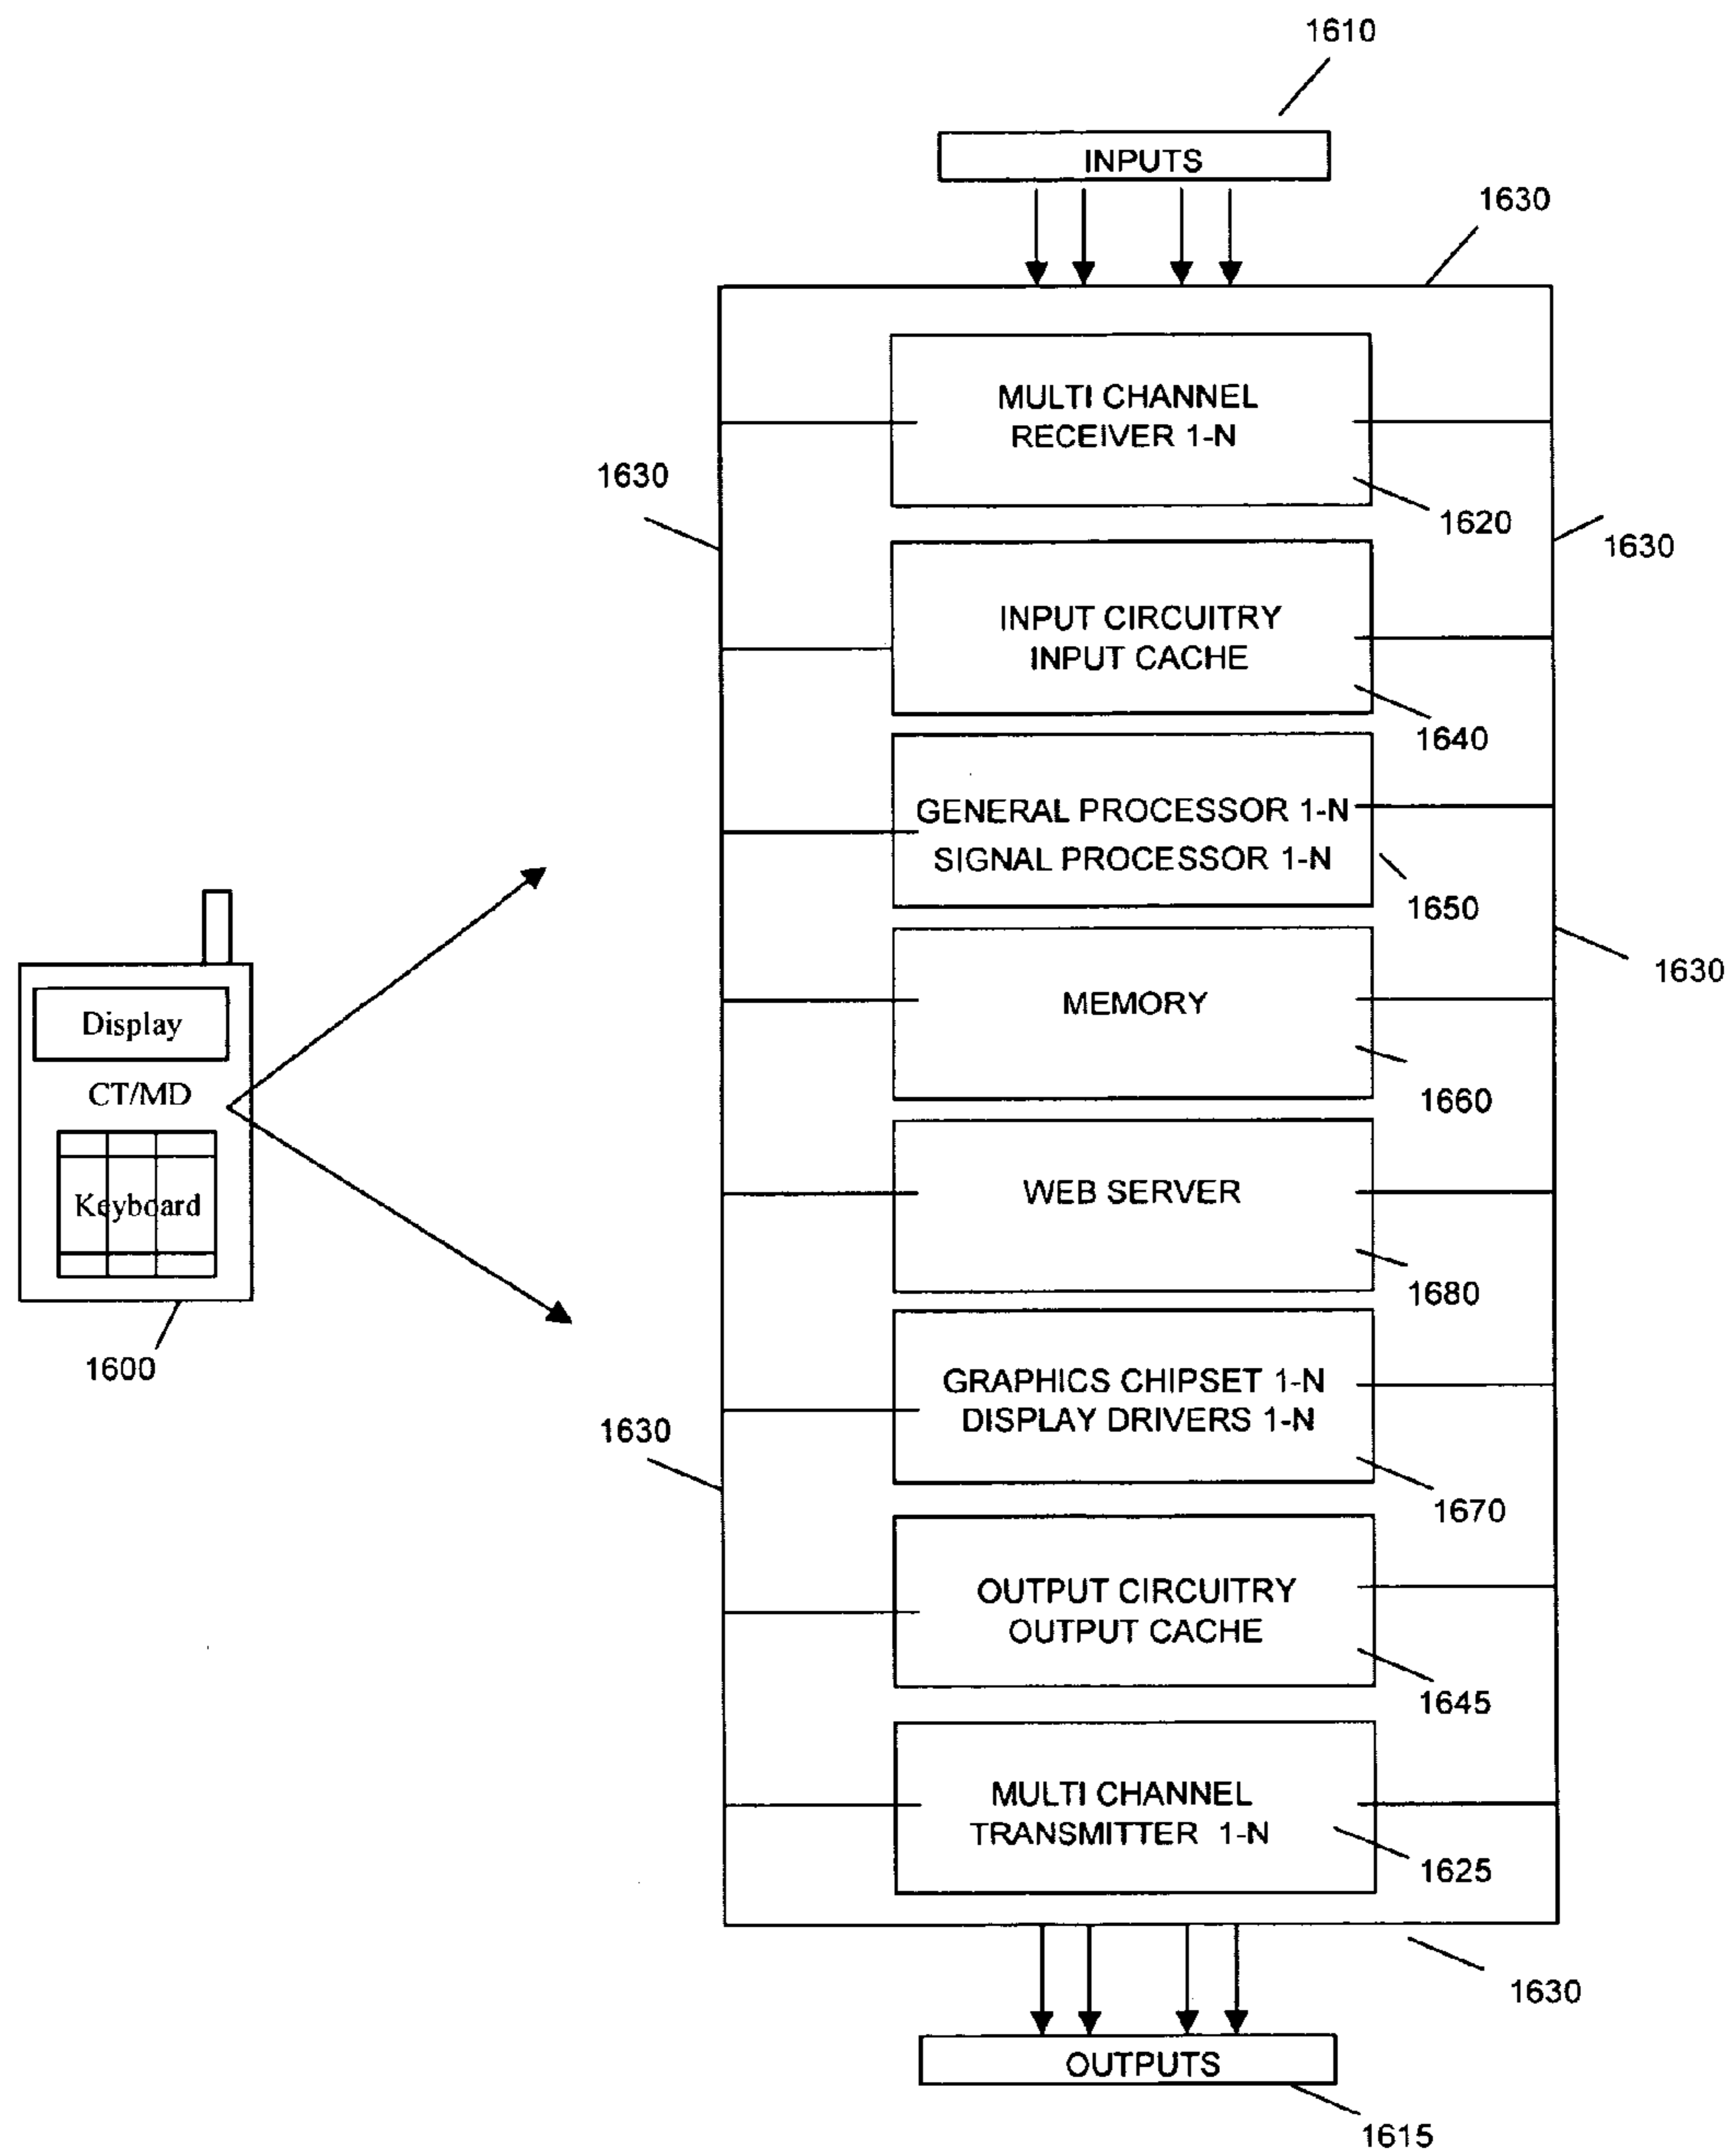 1610
INPUTS
1630
MULTI CHANNEL
RECEIVER 1-N
1630
1620
1630
INPUT CIRCUITRY
INPUT CACHE
1640
GENERAL PROCESSOR 1-N
SIGNAL PROCESSOR 1-N
1650
1630
MEMORY
1660
Display
CT/MD
Keyboard
1600
WEB SERVER
1680
GRAPHICS CHIPSET 1-N
DISPLAY DRIVERS 1-N
1630
1670
OUTPUT CIRCUITRY
OUTPUT CACHE
1645
MULTI CHANNEL
TRANSMITTER 1-N
1625
1630
OUTPUTS
1615